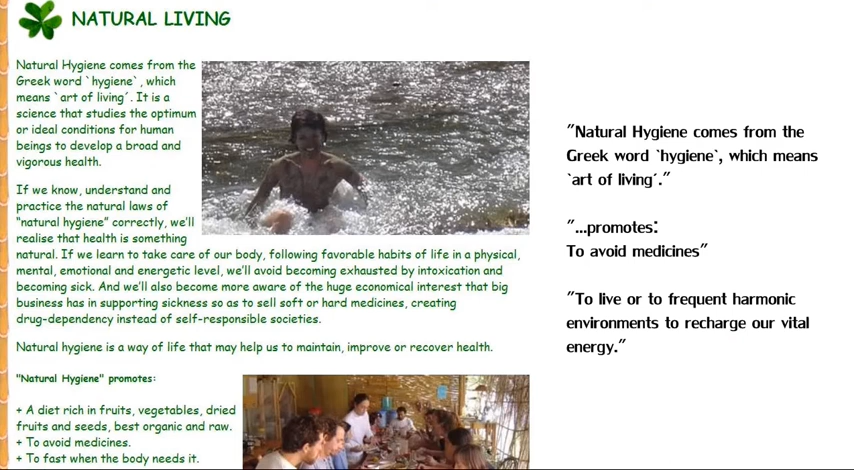 NATURAL LIVING
Natural Hygiene comes from the
Greek word `hygiene`, which
means `art of living´. It is a
science that studies the optimum
or ideal conditions for human
beings to develop a broad and
vigorous health.
If we know, understand and
practice the natural laws of
“natural hygiene” correctly, we’ll
realise that health is something
natural. If we learn to take care of our body, following favorable habits of life in a physical,
mental, emotional and energetic level, we’ll avoid becoming exhausted by intoxication and
becoming sick. And we’ll also become more aware of the huge economical interest that big
business has in supporting sickness so as to sell soft or hard medicines, creating
drug-dependency instead of self-responsible societies.
Natural hygiene is a way of life that may help us to maintain, improve or recover health.
"Natural Hygiene" promotes:
+ A diet rich in fruits, vegetables, dried
fruits and seeds, best organic and raw.
+ To avoid medicines.
+ To fast when the body needs it.
"Natural Hygiene comes from the
Greek word `hygiene`, which means
`art of living´."
"...promotes:
To avoid medicines"
"To live or to frequent harmonic
environments to recharge our vital
energy."